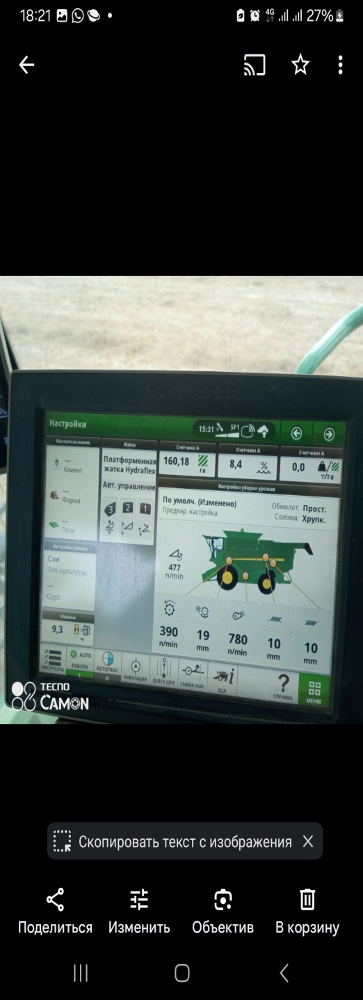 18:21
4G
27%
JOHN DEERE
Настройки
15:31
SF1
Местоположение
---
Клиент
---
Ферма
---
Поле
Настройка работы
Соя
Тип культуры
---
Сорт
Машина
9,3
ч
Жатка
Платформенная
жатка Hydraflex
Авт. управление
3 2 1
Счетчики A
160,18
га
Счетчики A
8,4
%
Счетчики A
0,0
т/га
Настройки уборки урожая
По умолч. (Изменено)
Предвар. настройка
Обмолот: Прост.
Солома: Хрупк.
477
n/min
390
n/min
19
mm
780
n/min
10
mm
10
mm
НАСТРОЙКА
AUTO
РАБОТА
1
AUTOTRAC
0
НАВИГАЦИЯ
QUICK LINE
СМЕНА МАР.
ICA
?
СПРАВКА
МЕНЮ
TECNO
CAMON
Скопировать текст с изображения
Поделиться
Изменить
Объектив
В корзину